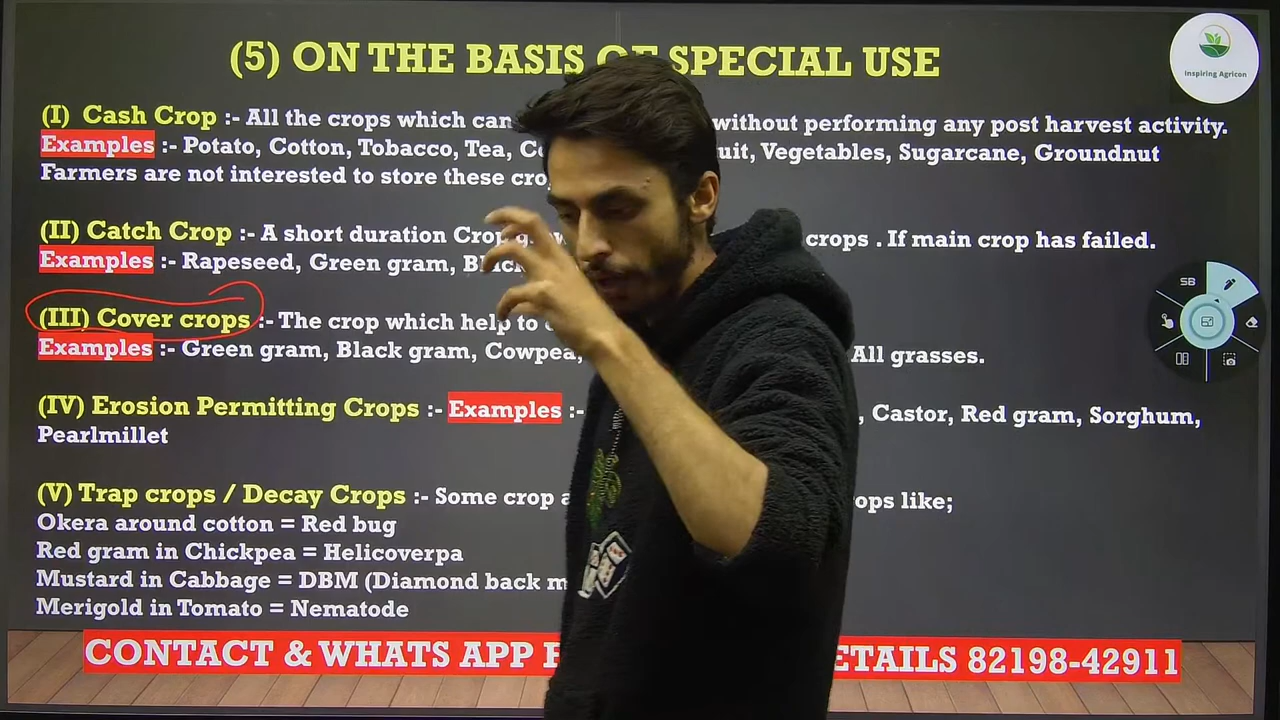 (5) ON THE BASIS OF SPECIAL USE
Inspiring Agricon
(I) Cash Crop :- All the crops which can without performing any post harvest activity.
Examples :- Potato, Cotton, Tobacco, Tea, Vegetables, Sugarcane, Groundnut
Farmers are not interested to store these
(II) Catch Crop :- A short duration Crop crops . If main crop has failed.
Examples :- Rapeseed, Green gram,
SB
(III) Cover crops :- The crop which help to
Examples :- Green gram, Black gram, Cowpea, All grasses.
(IV) Erosion Permitting Crops :- Examples :- , Castor, Red gram, Sorghum,
Pearlmillet
(V) Trap crops / Decay Crops :- Some crop like;
Okera around cotton = Red bug
Red gram in Chickpea = Helicoverpa
Mustard in Cabbage = DBM (Diamond back
Merigold in Tomato = Nematode
CONTACT & WHATS APP 82198-42911